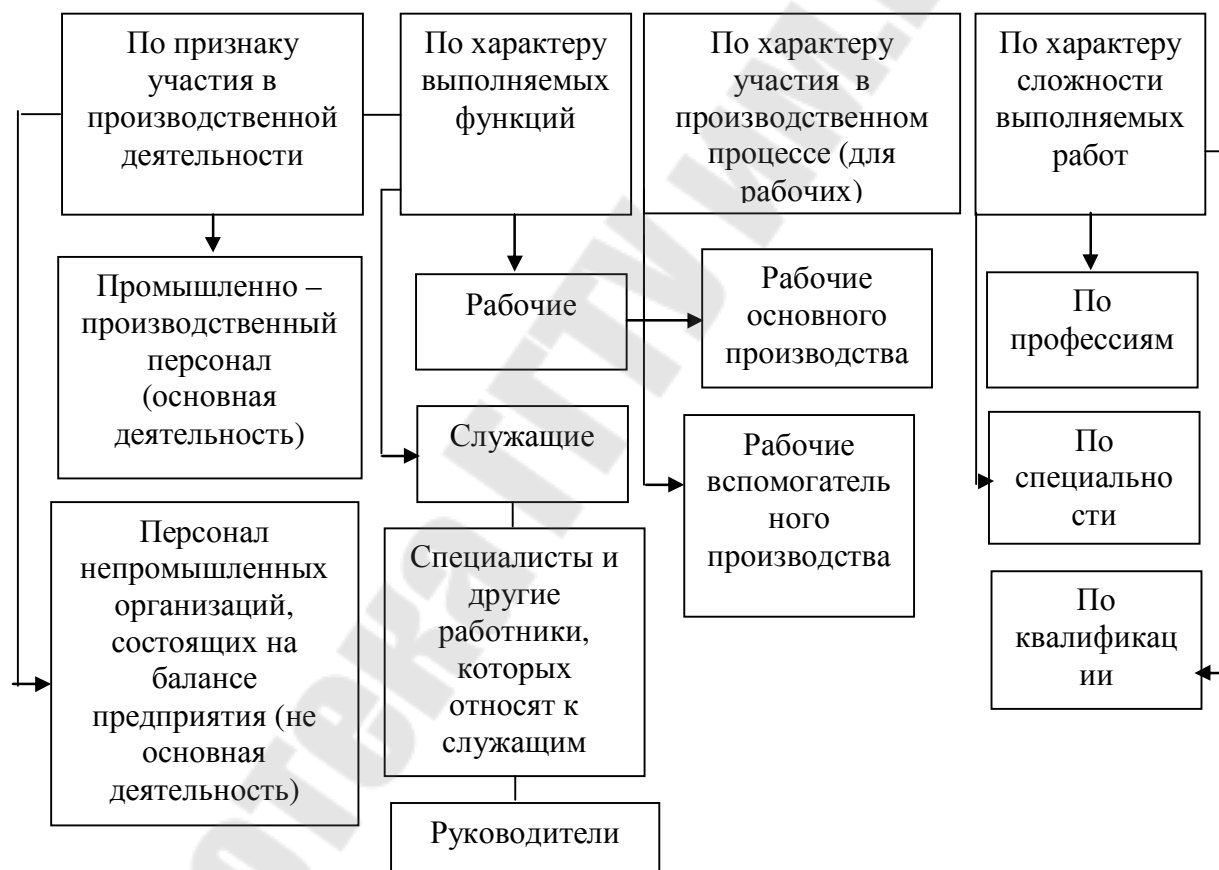 По признаку
участия в
производственной
деятельности
По характеру
выполняемых
функций
По характеру
участия в
производственном
процессе (для
рабочих)
По характеру
сложности
выполняемых
работ
Промышленно –
производственный
персонал
(основная
деятельность)
Рабочие
Рабочие
основного
производства
По
профессиям
Служащие
Рабочие
вспомогатель
ного
производства
По
специально
сти
Персонал
непромышленных
организаций,
состоящих на
балансе
предприятия (не
основная
деятельность)
Специалисты и
другие
работники,
которых
относят к
служащим
По
квалификац
ии
Руководители
отека ГГТУ им.